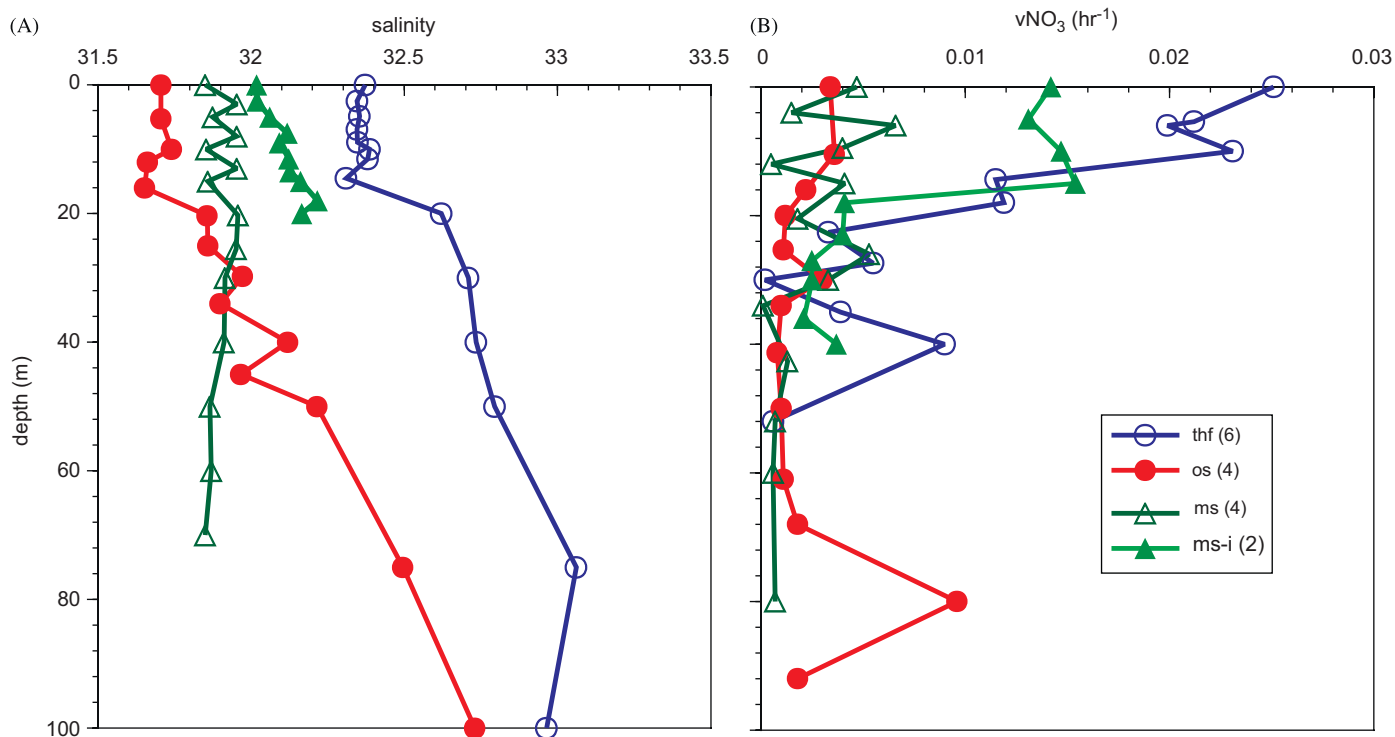 (A)
salinity
31.5 32 32.5 33 33.5
0
20
40
60
80
100
depth (m)
(B)
vNO3 (hr-1)
0 0.01 0.02 0.03
thf (6)
os (4)
ms (4)
ms-i (2)